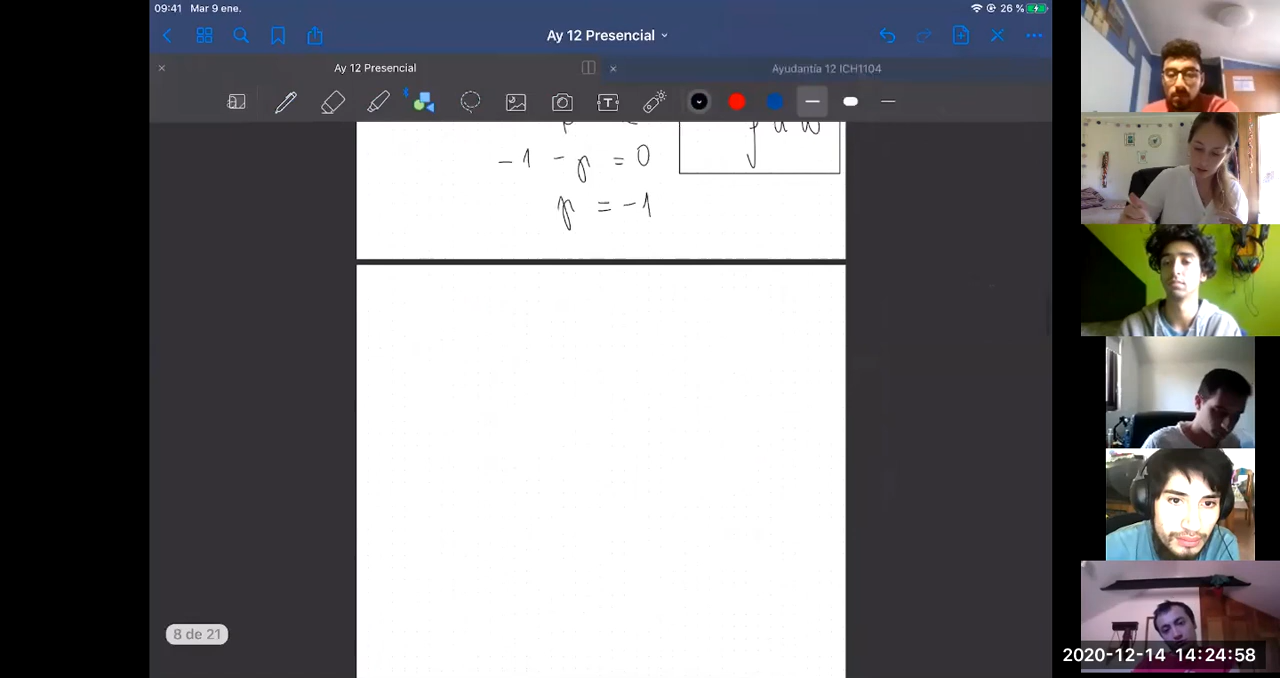 09:41 Mar 9 ene.
26 %
Ay 12 Presencial
Ay 12 Presencial
Ayudantía 12 ICH1104
T
-1 - p = 0
p = -1
8 de 21
2020-12-14 14:24:58